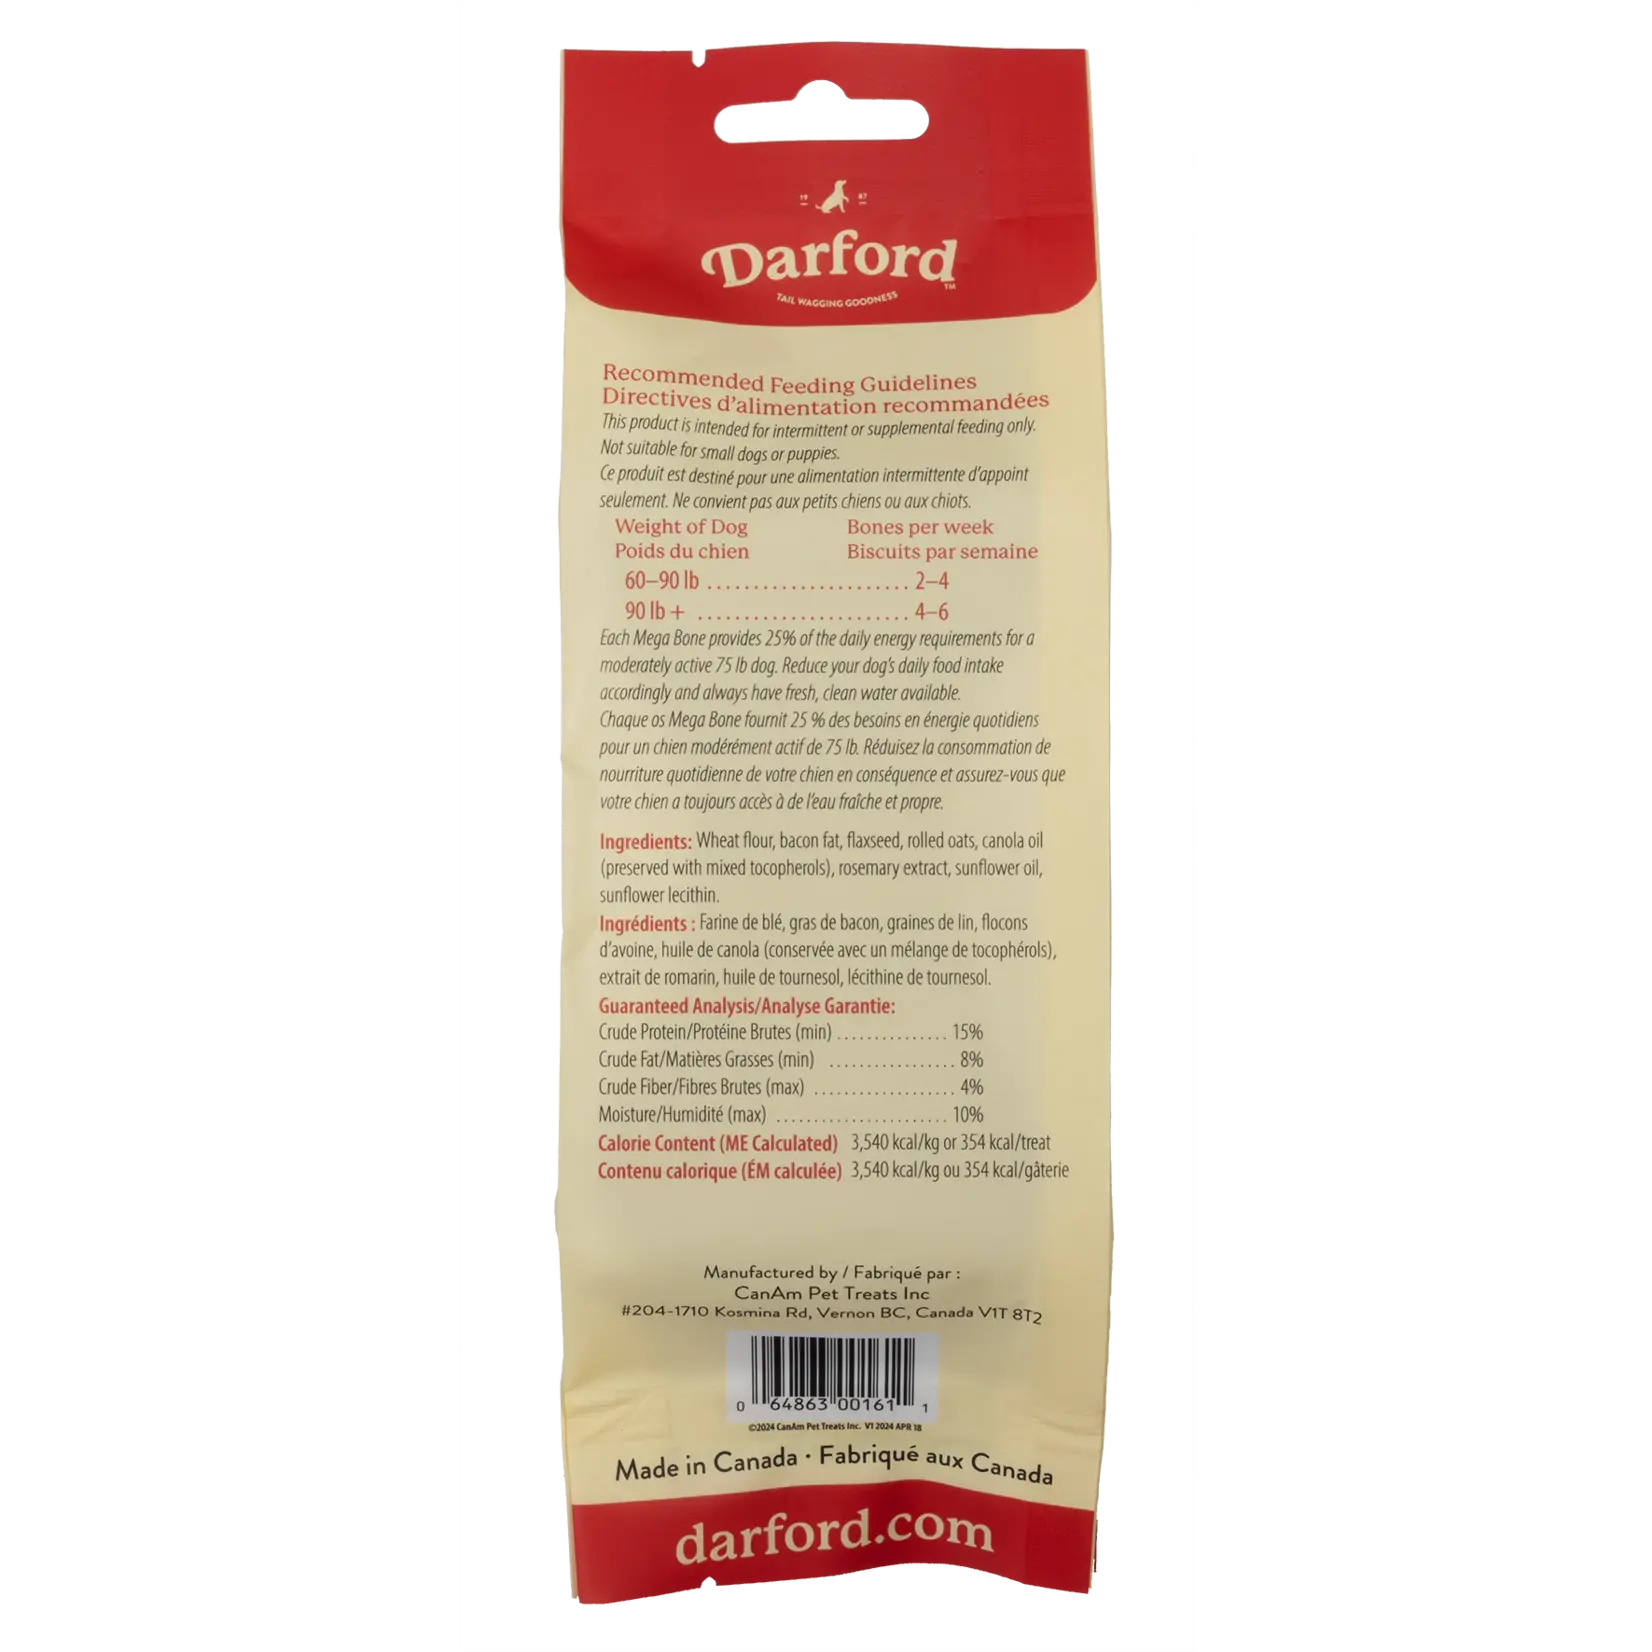 19 87
Darford™
TAIL WAGGING GOODNESS
Recommended Feeding Guidelines
Directives d'alimentation recommandées
This product is intended for intermittent or supplemental feeding only.
Not suitable for small dogs or puppies.
Ce produit est destiné pour une alimentation intermittente d'appoint
seulement. Ne convient pas aux petits chiens ou aux chiots.
Weight of Dog Bones per week
Poids du chien Biscuits par semaine
60–90 lb ...................... 2–4
90 lb + ....................... 4–6
Each Mega Bone provides 25% of the daily energy requirements for a
moderately active 75 lb dog. Reduce your dog's daily food intake
accordingly and always have fresh, clean water available.
Chaque os Mega Bone fournit 25 % des besoins en énergie quotidiens
pour un chien modérément actif de 75 lb. Réduisez la consommation de
nourriture quotidienne de votre chien en conséquence et assurez-vous que
votre chien a toujours accès à de l'eau fraîche et propre.
Ingredients: Wheat flour, bacon fat, flaxseed, rolled oats, canola oil
(preserved with mixed tocopherols), rosemary extract, sunflower oil,
sunflower lecithin.
Ingrédients : Farine de blé, gras de bacon, graines de lin, flocons
d'avoine, huile de canola (conservée avec un mélange de tocophérols),
extrait de romarin, huile de tournesol, lécithine de tournesol.
Guaranteed Analysis/Analyse Garantie:
Crude Protein/Protéine Brutes (min) ............... 15%
Crude Fat/Matières Grasses (min) ................. 8%
Crude Fiber/Fibres Brutes (max) ................... 4%
Moisture/Humidité (max) ....................... 10%
Calorie Content (ME Calculated) 3,540 kcal/kg or 354 kcal/treat
Contenu calorique (ÉM calculée) 3,540 kcal/kg ou 354 kcal/gâterie
Manufactured by / Fabriqué par :
CanAm Pet Treats Inc
#204-1710 Kosmina Rd, Vernon BC, Canada V1T 8T2
0 64863 00161 1
©2024 CanAm Pet Treats Inc. V1 2024 APR 18
Made in Canada · Fabriqué aux Canada
darford.com